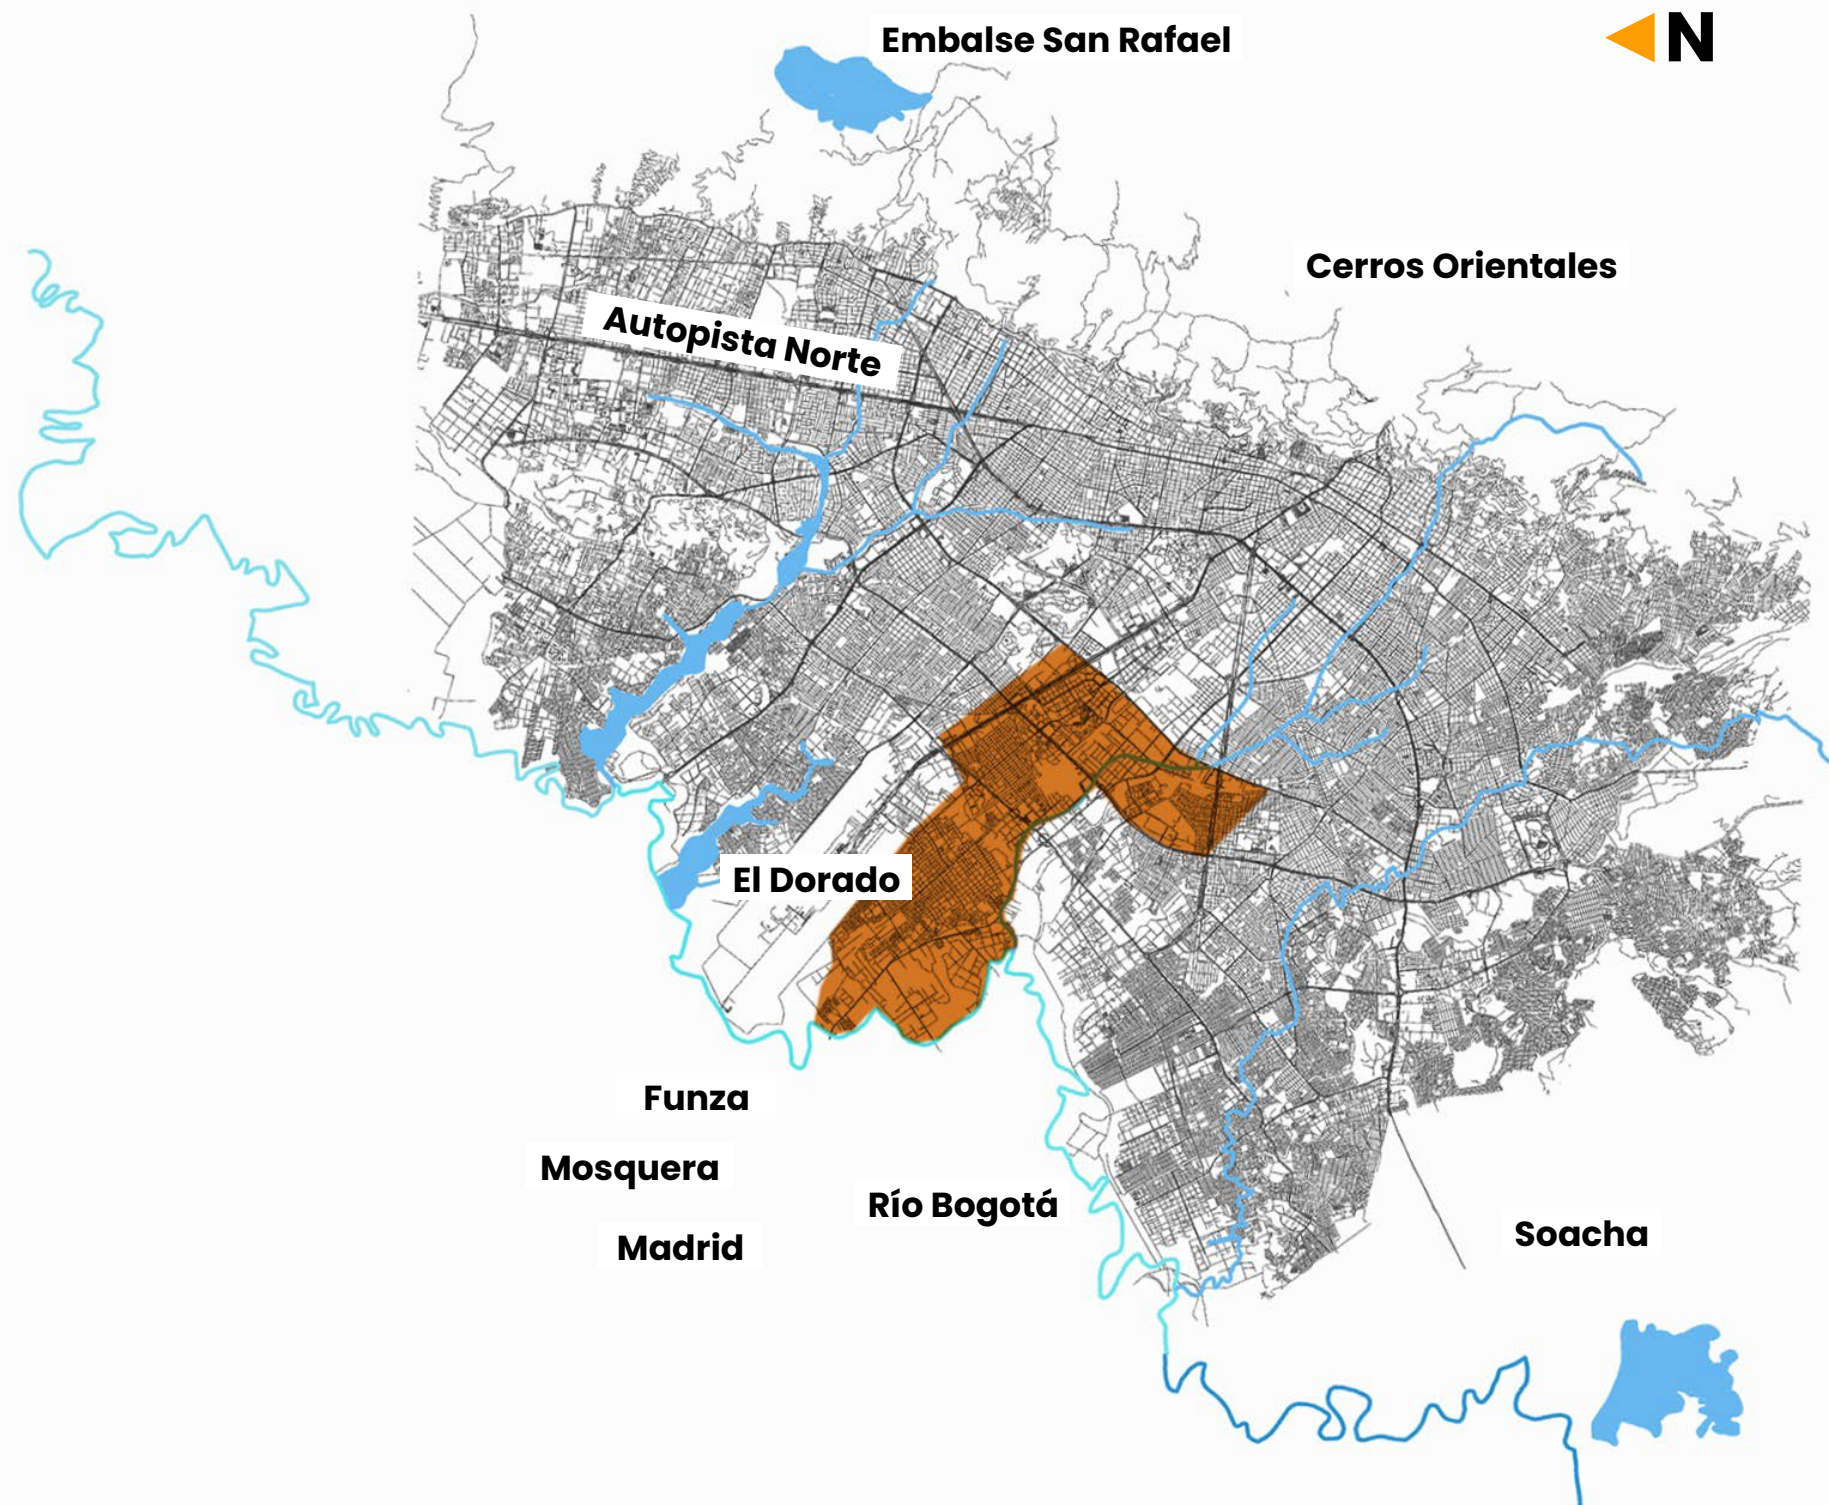 Embalse San Rafael
N
Cerros Orientales
Autopista Norte
El Dorado
Funza
Mosquera
Río Bogotá
Madrid
Soacha